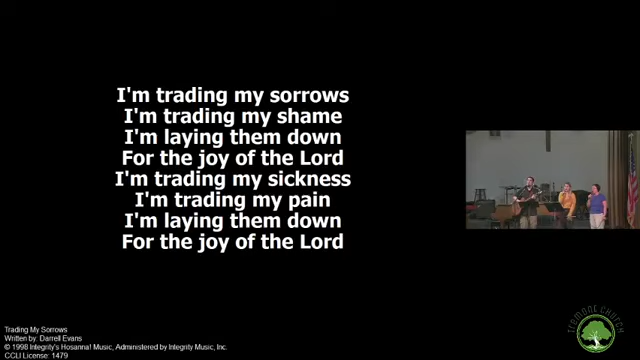 I'm trading my sorrows
I'm trading my shame
I'm laying them down
For the joy of the Lord
I'm trading my sickness
I'm trading my pain
I'm laying them down
For the joy of the Lord
Trading My Sorrows
Written by: Darrell Evans
© 1998 Integrity's Hosanna! Music, Administered by Integrity Music, Inc.
CCLI License: 1479
TREMONT CHURCH